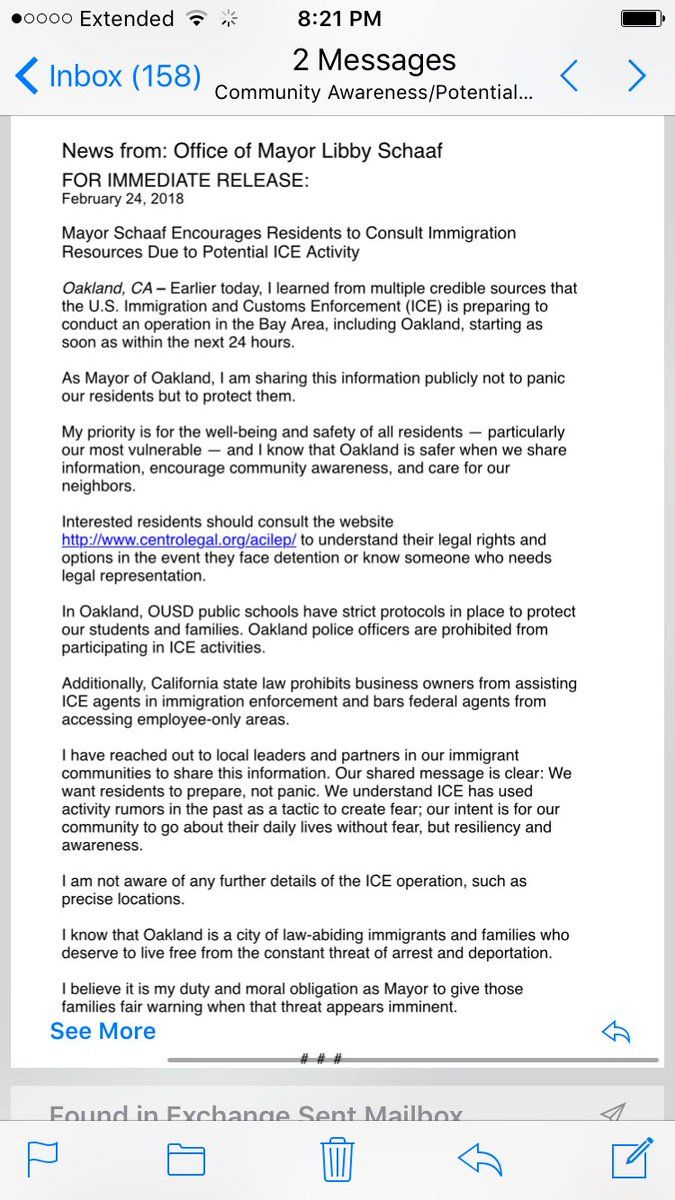 Extended 8:21 PM
Inbox (158)
2 Messages
Community Awareness/Potential...
News from: Office of Mayor Libby Schaaf
FOR IMMEDIATE RELEASE:
February 24, 2018
Mayor Schaaf Encourages Residents to Consult Immigration
Resources Due to Potential ICE Activity
Oakland, CA – Earlier today, I learned from multiple credible sources that
the U.S. Immigration and Customs Enforcement (ICE) is preparing to
conduct an operation in the Bay Area, including Oakland, starting as
soon as within the next 24 hours.
As Mayor of Oakland, I am sharing this information publicly not to panic
our residents but to protect them.
My priority is for the well-being and safety of all residents — particularly
our most vulnerable — and I know that Oakland is safer when we share
information, encourage community awareness, and care for our
neighbors.
Interested residents should consult the website
http://www.centrolegal.org/acilep/ to understand their legal rights and
options in the event they face detention or know someone who needs
legal representation.
In Oakland, OUSD public schools have strict protocols in place to protect
our students and families. Oakland police officers are prohibited from
participating in ICE activities.
Additionally, California state law prohibits business owners from assisting
ICE agents in immigration enforcement and bars federal agents from
accessing employee-only areas.
I have reached out to local leaders and partners in our immigrant
communities to share this information. Our shared message is clear: We
want residents to prepare, not panic. We understand ICE has used
activity rumors in the past as a tactic to create fear; our intent is for our
community to go about their daily lives without fear, but resiliency and
awareness.
I am not aware of any further details of the ICE operation, such as
precise locations.
I know that Oakland is a city of law-abiding immigrants and families who
deserve to live free from the constant threat of arrest and deportation.
I believe it is my duty and moral obligation as Mayor to give those
families fair warning when that threat appears imminent.
See More
# # #
Found in Exchange Sent Mailbox